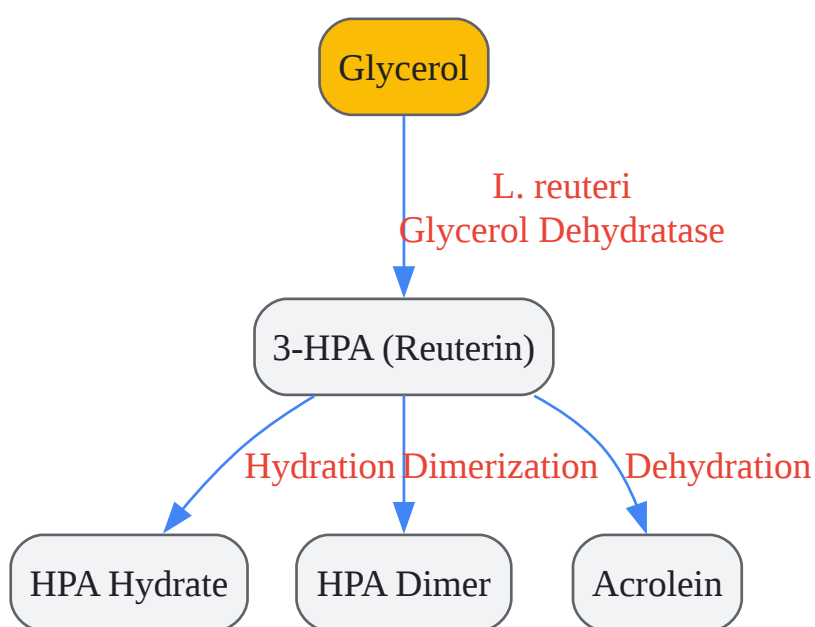 Glycerol
L. reuteri
Glycerol Dehydratase
3-HPA (Reuterin)
Hydration
Dimerization
Dehydration
HPA Hydrate
HPA Dimer
Acrolein